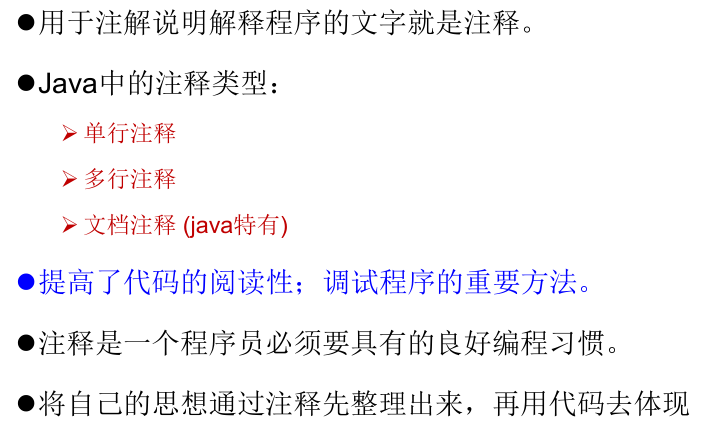 ●用于注解说明解释程序的文字就是注释。
●Java中的注释类型：
➢ 单行注释
➢ 多行注释
➢ 文档注释 (java特有)
●提高了代码的阅读性；调试程序的重要方法。
●注释是一个程序员必须要具有的良好编程习惯。
●将自己的思想通过注释先整理出来，再用代码去体现